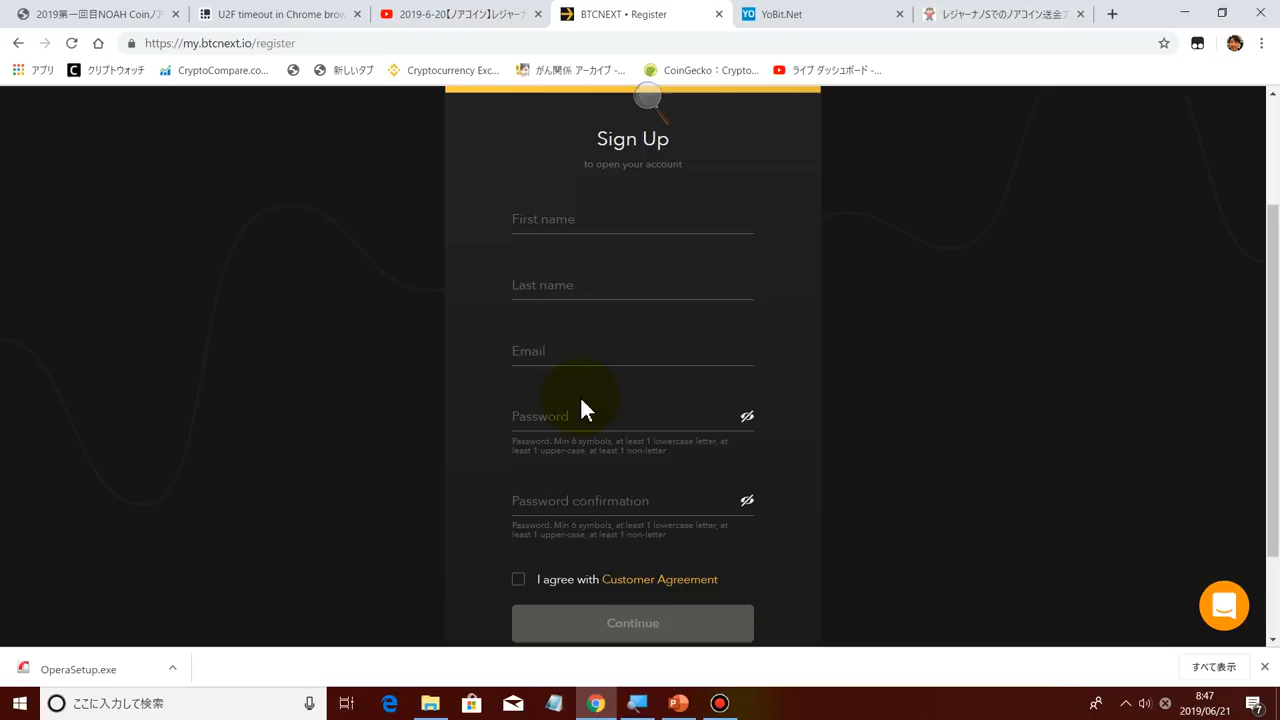 2019第一回目NOAH Coinノア
U2F timeout in Chrome brow
2019-6-20【ノアコイン】レジャーナ
BTCNEXT • Register
YO YoBit.Net
レジャーナノSでのノアコイン送金ア
https://my.btcnext.io/register
アプリ
クリプトウォッチ
CryptoCompare.co...
新しいタブ
Cryptocurrency Exc...
がん関係 アーカイブ -...
CoinGecko: Crypto...
ライブ ダッシュボード -...
Sign Up
to open your account
First name
Last name
Email
Password
Password. Min 6 symbols, at least 1 lowercase letter, at
least 1 upper-case, at least 1 non-letter
Password confirmation
Password. Min 6 symbols, at least 1 lowercase letter, at
least 1 upper-case, at least 1 non-letter
I agree with Customer Agreement
Continue
OperaSetup.exe
すべて表示
ここに入力して検索
8:47
2019/06/21
7